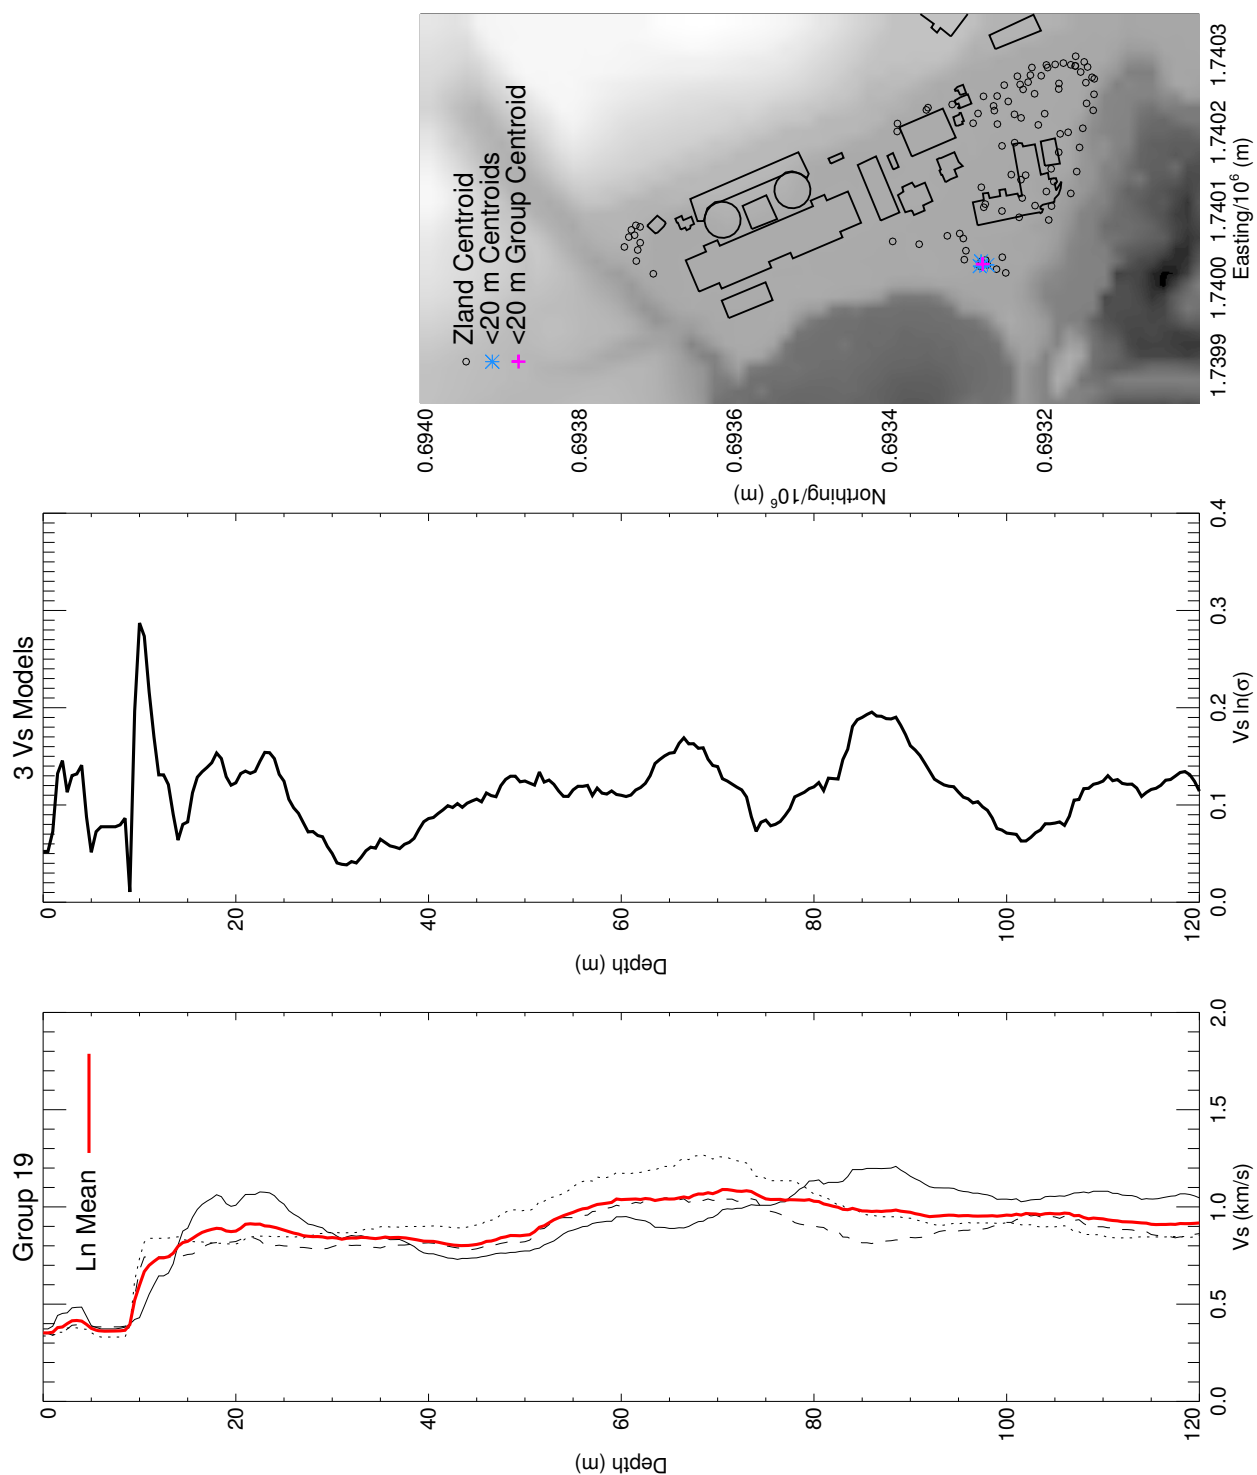 Group 19
Ln Mean
0
20
40
60
80
100
120
Depth (m)
0.0
0.5
1.0
1.5
2.0
Vs (km/s)
3 Vs Models
0
20
40
60
80
100
120
Depth (m)
0.0
0.1
0.2
0.3
0.4
Vs ln(σ)
Zland Centroid
<20 m Centroids
<20 m Group Centroid
0.6940
0.6938
0.6936
0.6934
0.6932
Northing/10⁶ (m)
1.7399
1.7400
1.7401
1.7402
1.7403
Easting/10⁶ (m)